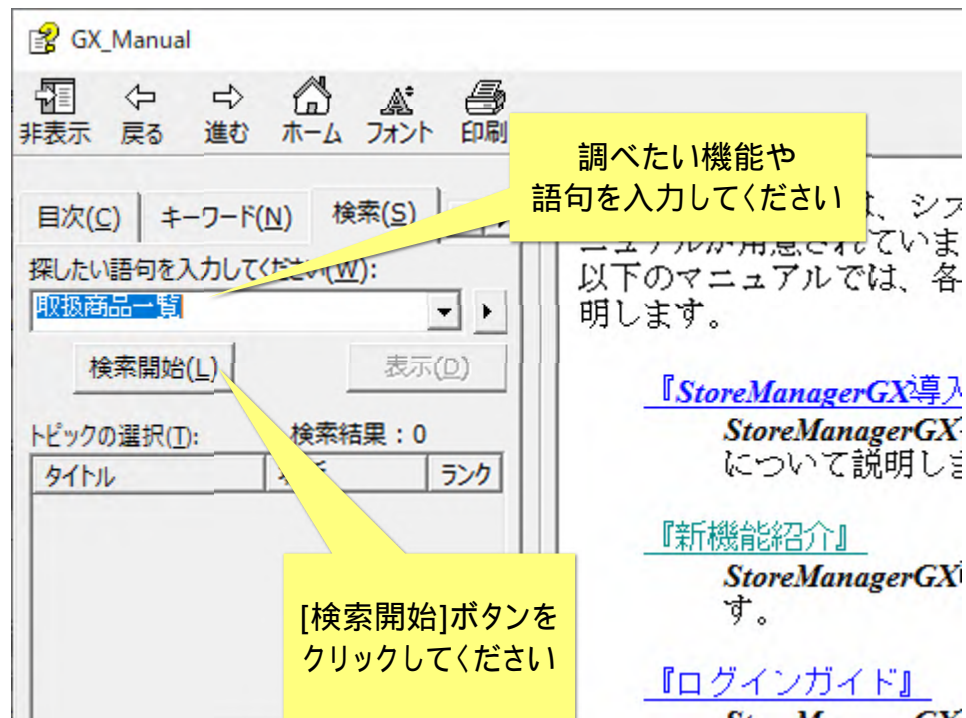 GX_Manual
非表示 戻る 進む ホーム フォント 印刷
調べたい機能や
語句を入力してください
目次(C) キーワード(N) 検索(S)
探したい語句を入力してください(W):
取扱商品一覧
検索開始(L) 表示(D)
トピックの選択(T): 検索結果：0
タイトル ランク
[検索開始]ボタンを
クリックしてください
、シス
ニュアルが用意されていま
以下のマニュアルでは、各
明します。
『StoreManagerGX導入
StoreManagerGX
について説明しま
『新機能紹介』
StoreManagerGX
す。
『ログインガイド』